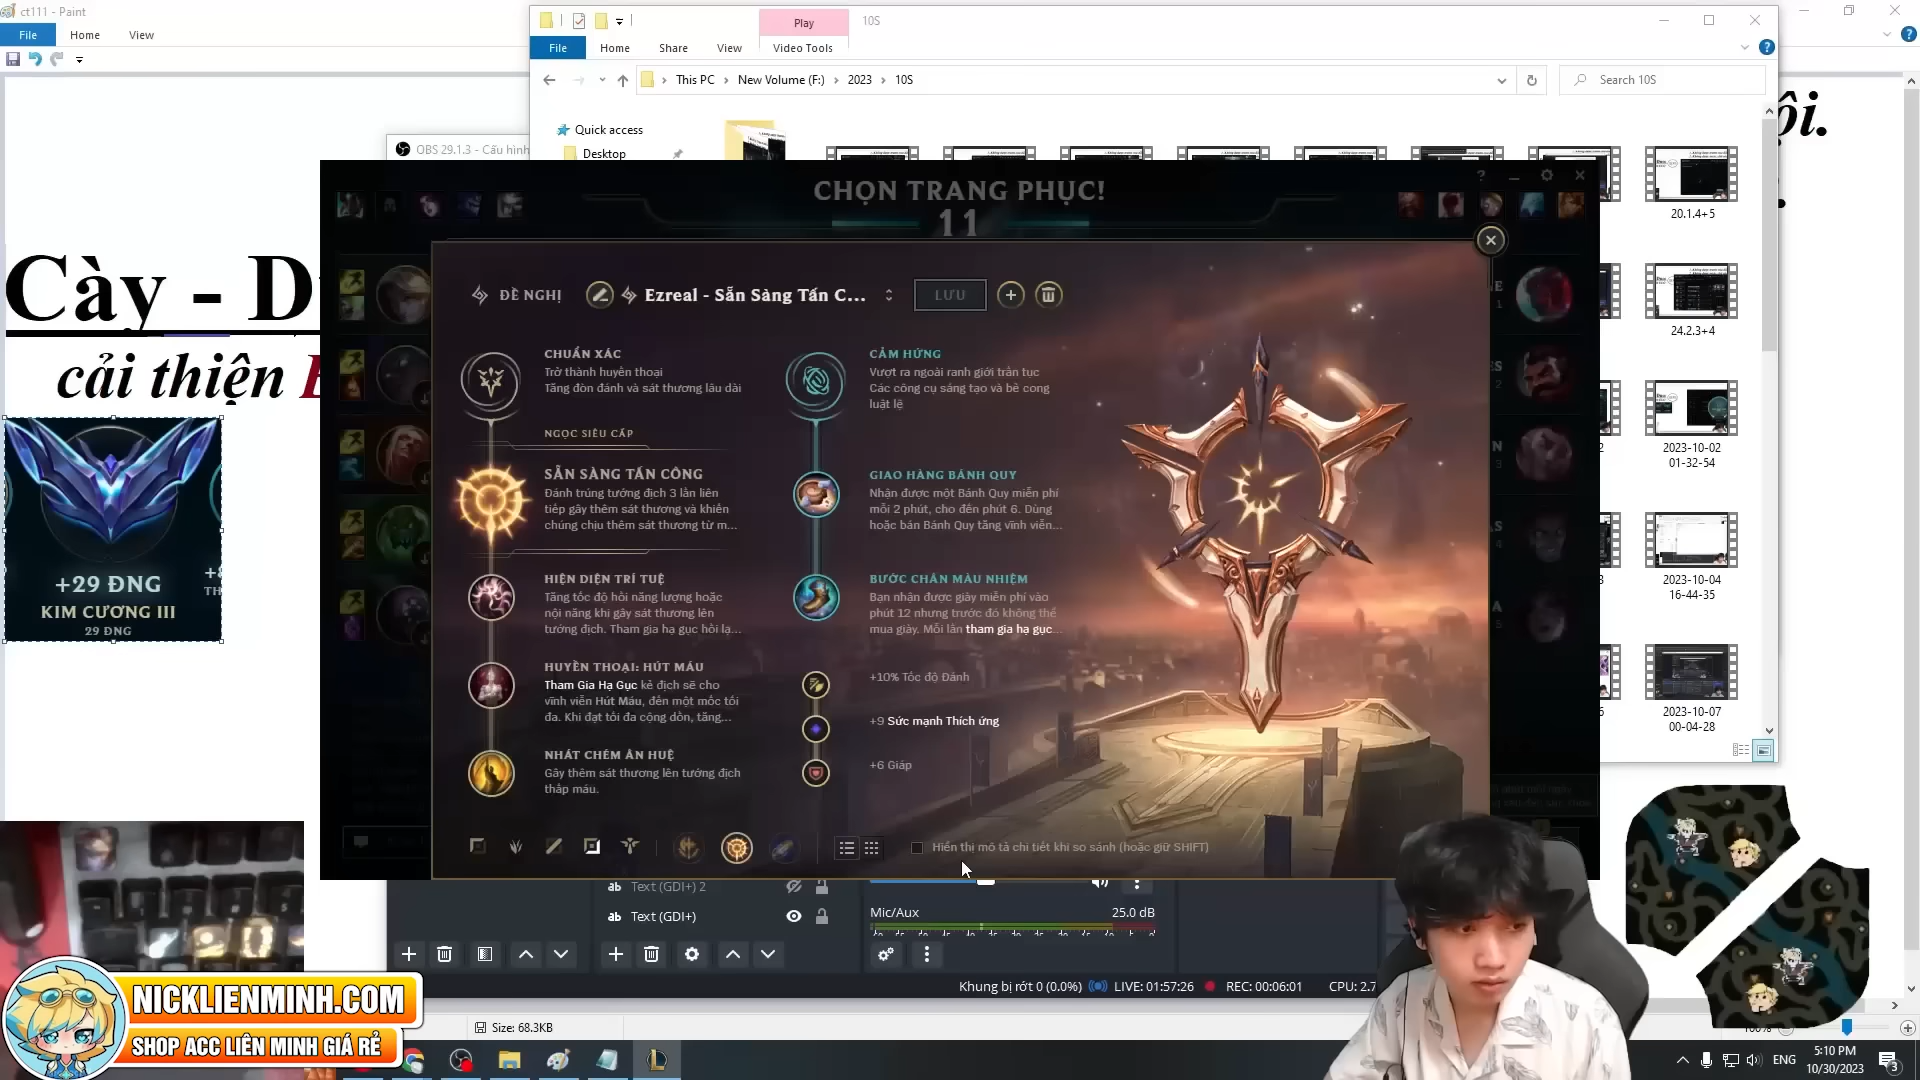 ct111 - Paint
File
Home
View
Cày - D
cải thiện
+29 ĐNG
KIM CƯƠNG III
29 ĐNG
Play
10S
File
Home
Share
View
Video Tools
This PC
New Volume (F:)
2023
10S
Search 10S
Quick access
Desktop
20.1.4+5
24.2.3+4
2023-10-02
01-32-54
2023-10-04
16-44-35
2023-10-07
00-04-28
ội.
OBS 29.1.3 - Cấu hình
CHỌN TRANG PHỤC!
11
ĐỀ NGHỊ
Ezreal - Sẵn Sàng Tấn C...
LƯU
CHUẨN XÁC
Trở thành huyền thoại
Tăng đòn đánh và sát thương lâu dài
NGỌC SIÊU CẤP
SẴN SÀNG TẤN CÔNG
Đánh trúng tướng địch 3 lần liên
tiếp gây thêm sát thương và khiến
chúng chịu thêm sát thương từ m...
HIỆN DIỆN TRÍ TUỆ
Tăng tốc độ hồi năng lượng hoặc
nội năng khi gây sát thương lên
tướng địch. Tham gia hạ gục hồi lạ...
HUYỀN THOẠI: HÚT MÁU
Tham Gia Hạ Gục kẻ địch sẽ cho
vĩnh viễn Hút Máu, đến một mốc tối
đa. Khi đạt tối đa cộng dồn, tăng...
NHÁT CHÉM ÂN HUỆ
Gây thêm sát thương lên tướng địch
thấp máu.
CẢM HỨNG
Vượt ra ngoài ranh giới trần tục
Các công cụ sáng tạo và bẻ cong
luật lệ
GIAO HÀNG BÁNH QUY
Nhận được một Bánh Quy miễn phí
mỗi 2 phút, cho đến phút 6. Dùng
hoặc bán Bánh Quy tăng vĩnh viễn...
BƯỚC CHÂN MÀU NHIỆM
Bạn nhận được giày miễn phí vào
phút 12 nhưng trước đó không thể
mua giày. Mỗi lần tham gia hạ gục...
+10% Tốc độ Đánh
+9 Sức mạnh Thích ứng
+6 Giáp
Hiển thị mô tả chi tiết khi so sánh (hoặc giữ SHIFT)
Text (GDI+) 2
Text (GDI+)
Mic/Aux
25.0 dB
Khung bị rớt 0 (0.0%)
LIVE: 01:57:26
REC: 00:06:01
CPU: 2.7
NICKLIENMINH.COM
SHOP ACC LIÊN MINH GIÁ RẺ
Size: 68.3KB
100%
ENG
5:10 PM
10/30/2023
3